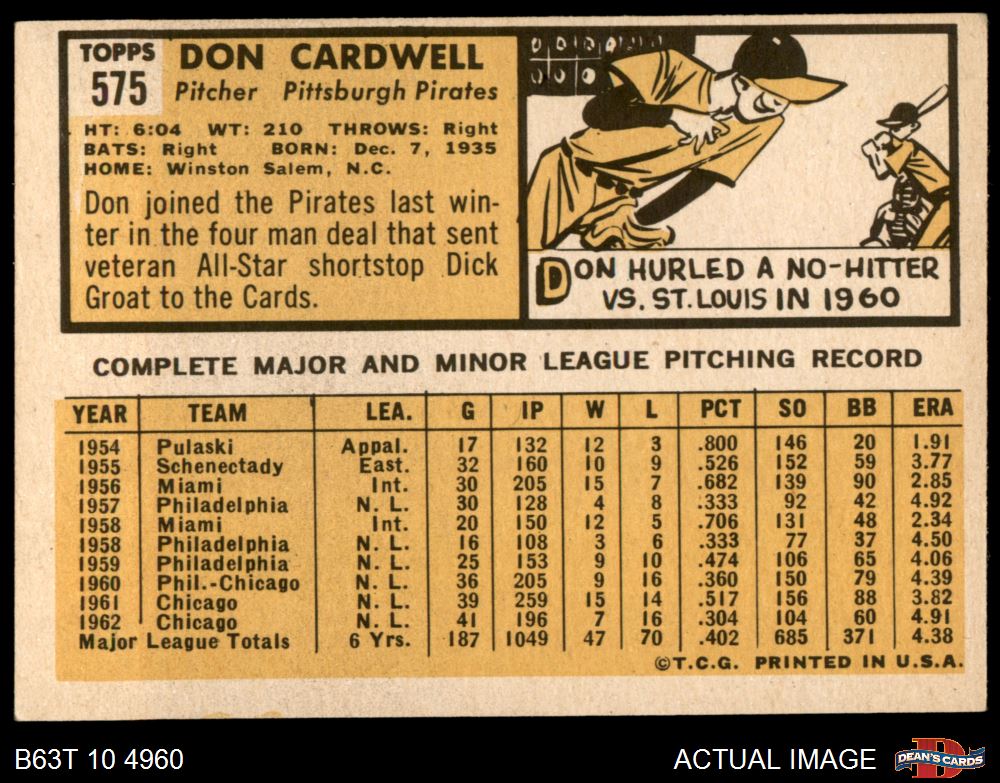 TOPPS
575
DON CARDWELL
Pitcher Pittsburgh Pirates
HT: 6:04 WT: 210 THROWS: Right
BATS: Right BORN: Dec. 7, 1935
HOME: Winston Salem, N.C.
Don joined the Pirates last win-
ter in the four man deal that sent
veteran All-Star shortstop Dick
Groat to the Cards.
DON HURLED A NO-HITTER
VS. ST. LOUIS IN 1960
COMPLETE MAJOR AND MINOR LEAGUE PITCHING RECORD
YEAR TEAM LEA. G IP W L PCT SO BB ERA
1954 Pulaski Appal. 17 132 12 3 .800 146 20 1.91
1955 Schenectady East. 32 160 10 9 .526 152 59 3.77
1956 Miami Int. 30 205 15 7 .682 139 90 2.85
1957 Philadelphia N. L. 30 128 4 8 .333 92 42 4.92
1958 Miami Int. 20 150 12 5 .706 131 48 2.34
1958 Philadelphia N. L. 16 108 3 6 .333 77 37 4.50
1959 Philadelphia N. L. 25 153 9 10 .474 106 65 4.06
1960 Phil.-Chicago N. L. 36 205 9 16 .360 150 79 4.39
1961 Chicago N. L. 39 259 15 14 .517 156 88 3.82
1962 Chicago N. L. 41 196 7 16 .304 104 60 4.91
Major League Totals 6 Yrs. 187 1049 47 70 .402 685 371 4.38
©T.C.G. PRINTED IN U.S.A.
B63T 10 4960
ACTUAL IMAGE
D
DEAN'S CARDS